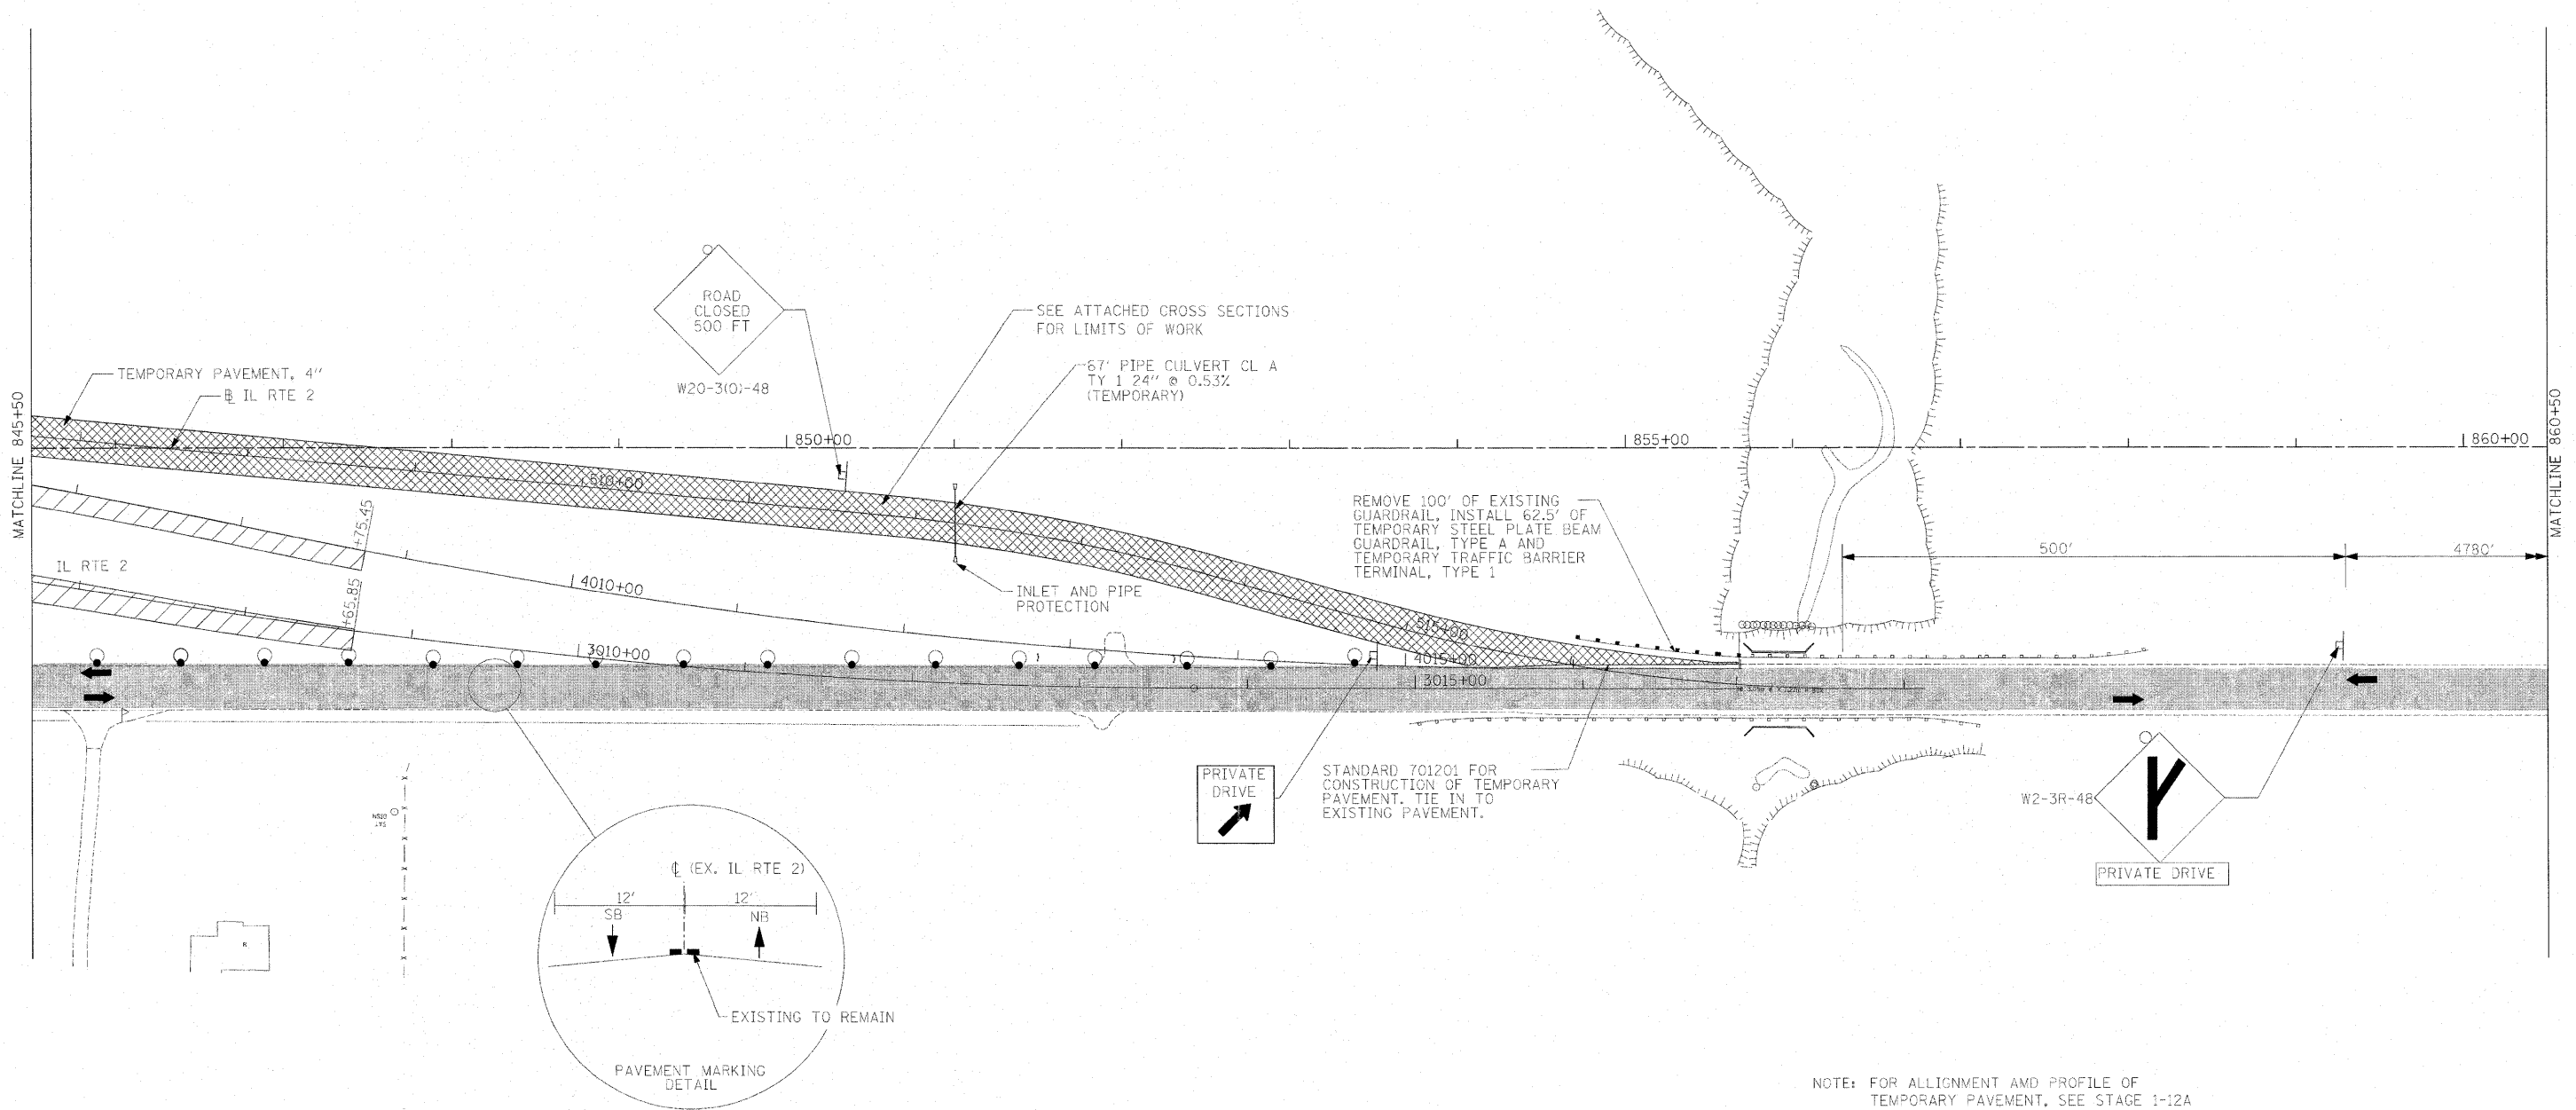 MATCHLINE 845+50
TEMPORARY PAVEMENT, 4"
IL RTE 2
ROAD
CLOSED
500 FT
W20-3(O)-48
SEE ATTACHED CROSS SECTIONS
FOR LIMITS OF WORK
67' PIPE CULVERT CL A
TY 1 24" @ 0.53%
(TEMPORARY)
850+00
855+00
860+00
MATCHLINE 860+50
510+00
+75.45
IL RTE 2
+65.85
4010+00
3010+00
INLET AND PIPE
PROTECTION
REMOVE 100' OF EXISTING
GUARDRAIL, INSTALL 62.5' OF
TEMPORARY STEEL PLATE BEAM
GUARDRAIL, TYPE A AND
TEMPORARY TRAFFIC BARRIER
TERMINAL, TYPE 1
500'
4780'
515+00
4015+00
3015+00
PRIVATE
DRIVE
STANDARD 701201 FOR
CONSTRUCTION OF TEMPORARY
PAVEMENT. TIE IN TO
EXISTING PAVEMENT.
W2-3R-48
PRIVATE DRIVE
SAT
DISH
R
℄ (EX. IL RTE 2)
12' 12'
SB NB
EXISTING TO REMAIN
PAVEMENT MARKING
DETAIL
NOTE: FOR ALLIGNMENT AMD PROFILE OF
TEMPORARY PAVEMENT, SEE STAGE 1-12A